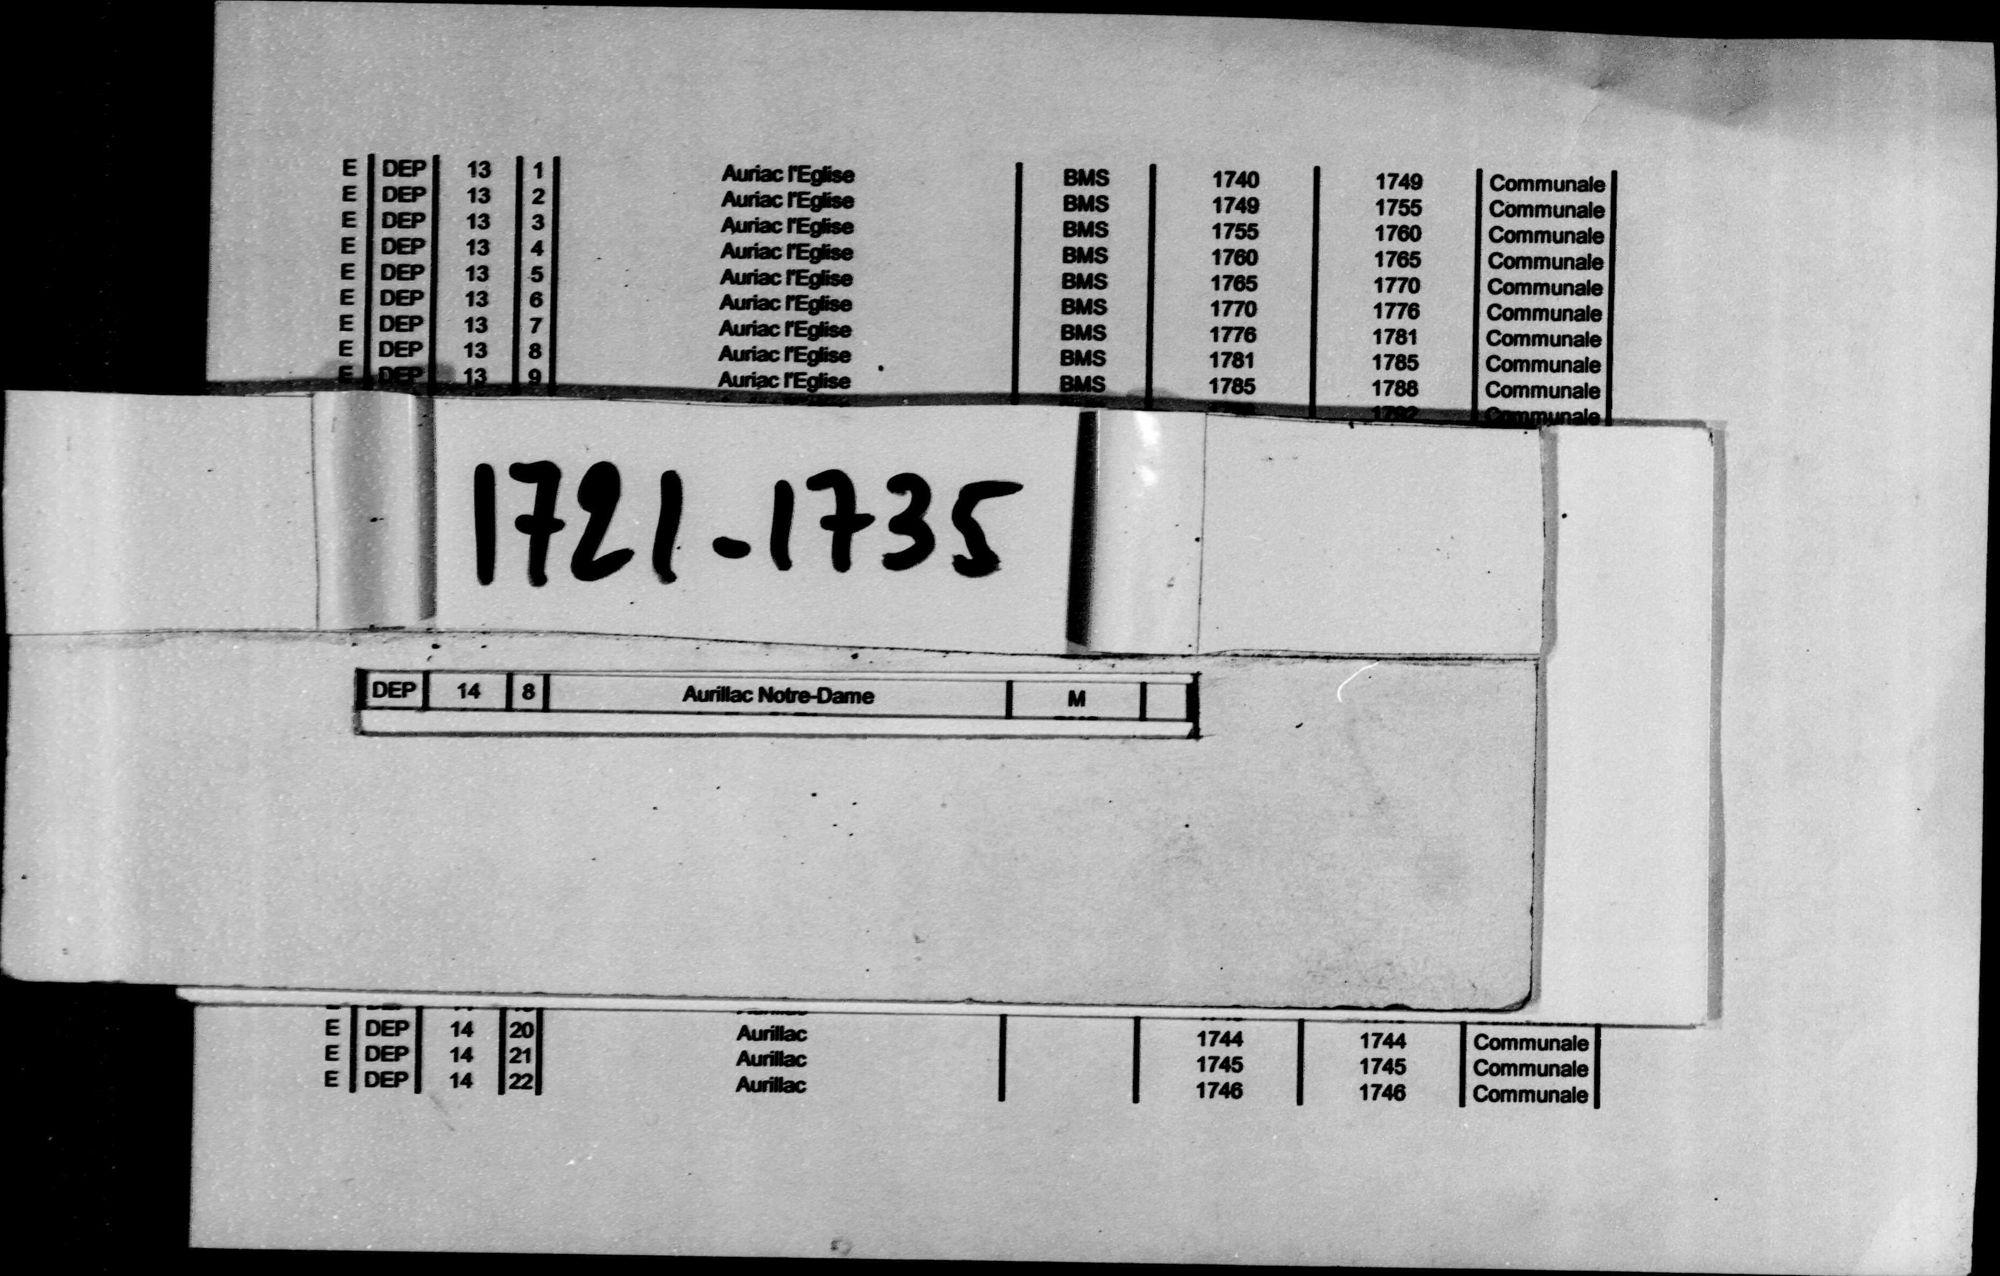 E DEP 13 1 Auriac l'Eglise BMS 1740 1749 Communale
E DEP 13 2 Auriac l'Eglise BMS 1749 1755 Communale
E DEP 13 3 Auriac l'Eglise BMS 1755 1760 Communale
E DEP 13 4 Auriac l'Eglise BMS 1760 1765 Communale
E DEP 13 5 Auriac l'Eglise BMS 1765 1770 Communale
E DEP 13 6 Auriac l'Eglise BMS 1770 1776 Communale
E DEP 13 7 Auriac l'Eglise BMS 1776 1781 Communale
E DEP 13 8 Auriac l'Eglise BMS 1781 1785 Communale
E DEP 13 9 Auriac l'Eglise BMS 1785 1788 Communale
1792 Communale
1721-1735
DEP 14 8 Aurillac Notre-Dame M
E DEP 14 20 Aurillac 1744 1744 Communale
E DEP 14 21 Aurillac 1745 1745 Communale
E DEP 14 22 Aurillac 1746 1746 Communale